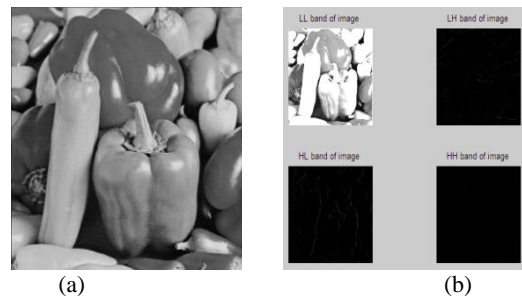 LL band of image
LH band of image
HL band of image
HH band of image
(a)
(b)